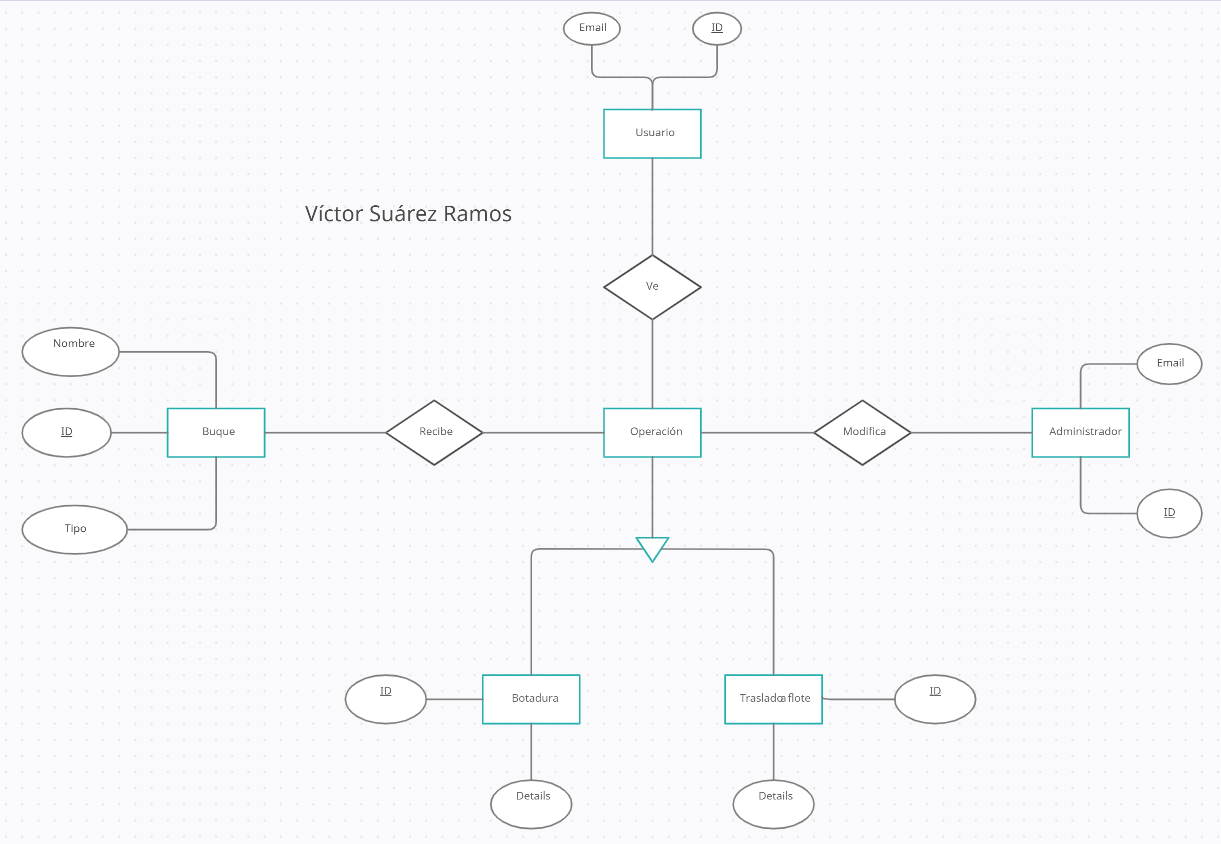 Email
ID
Usuario
Víctor Suárez Ramos
Ve
Nombre
Email
ID
Buque
Recibe
Operación
Modifica
Administrador
Tipo
ID
ID
Botadura
Traslado a flote
ID
Details
Details